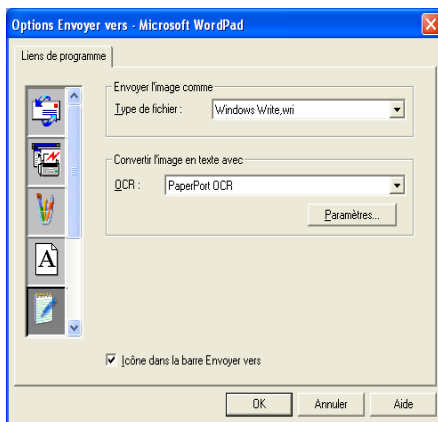 Options Envoyer vers - Microsoft WordPad
Liens de programme
Envoyer l'image comme
Type de fichier : Windows Write,wri
Convertir l'image en texte avec
OCR : PaperPort OCR
Paramètres...
A
Icône dans la barre Envoyer vers
OK Annuler Aide